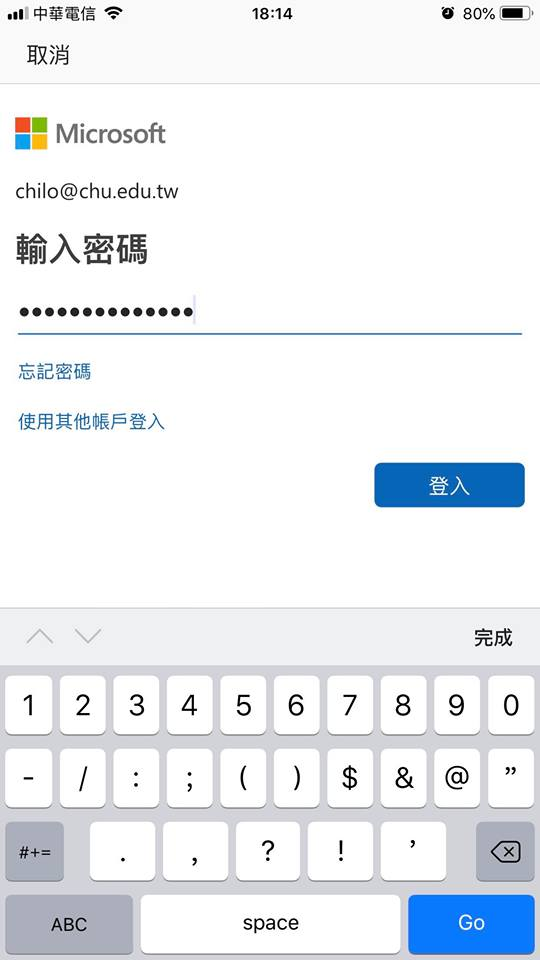 中華電信 18:14 80%
取消
Microsoft
chilo@chu.edu.tw
輸入密碼
••••••••••••••
忘記密碼
使用其他帳戶登入
登入
完成
1 2 3 4 5 6 7 8 9 0
- / : ; ( ) $ & @ ”
#+= . , ? ! ’
ABC space Go